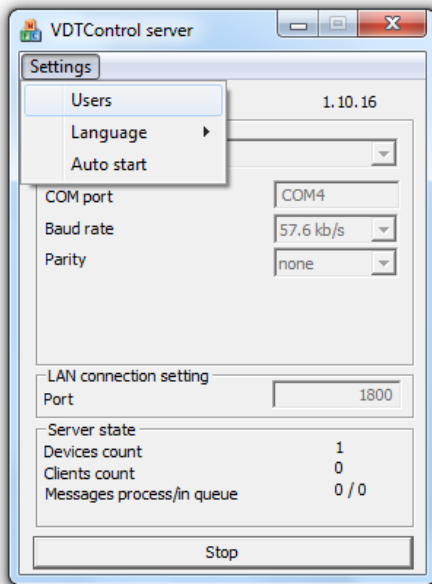 VDTControl server
Settings
Users
1.10.16
Language
Auto start
COM port COM4
Baud rate 57.6 kb/s
Parity none
LAN connection setting
Port 1800
Server state
Devices count 1
Clients count 0
Messages process/in queue 0 / 0
Stop